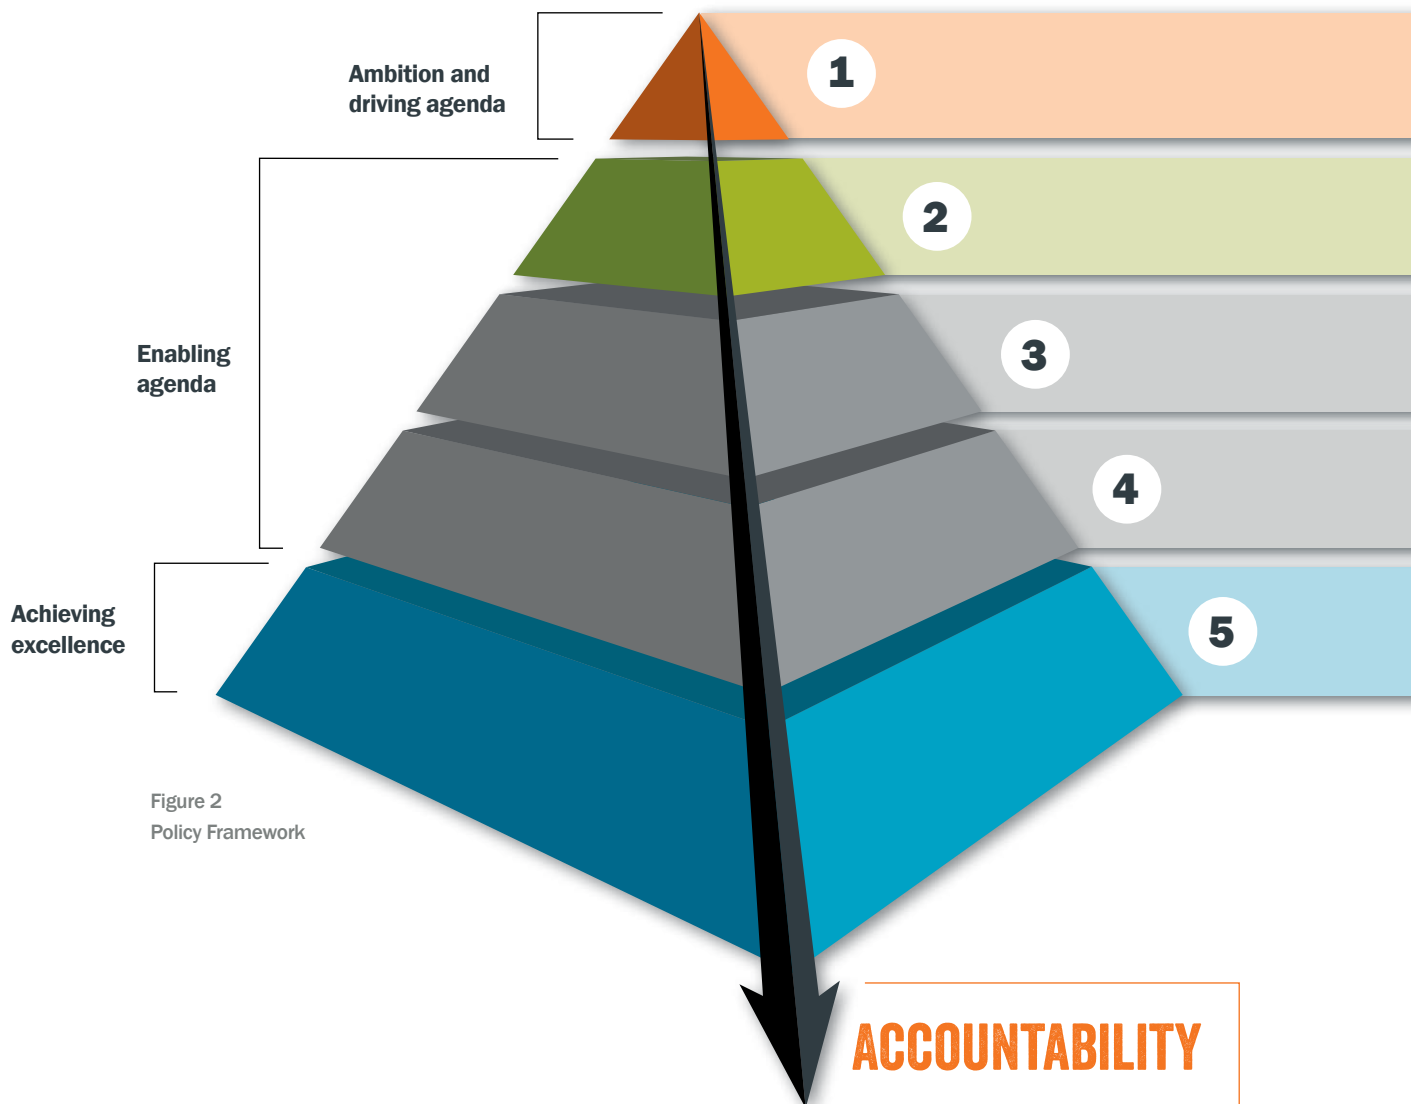 Ambition and
driving agenda
1
2
Enabling
agenda
3
4
Achieving
excellence
5
Figure 2
Policy Framework
ACCOUNTABILITY